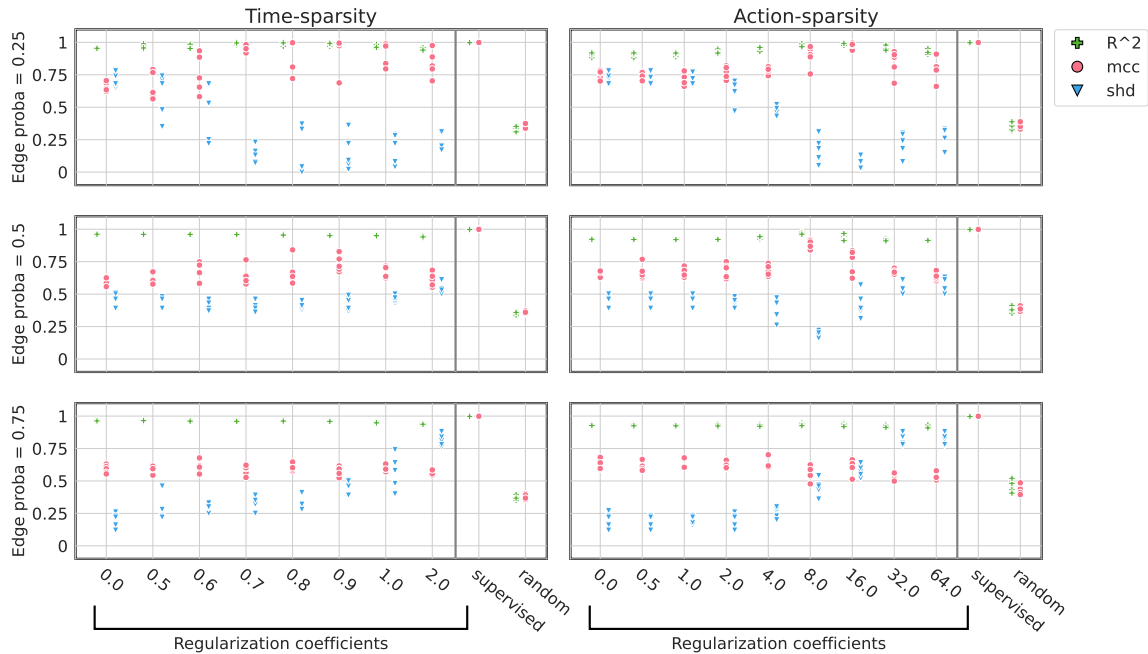 Time-sparsity
Action-sparsity
R^2
mcc
shd
Edge proba = 0.25
1
0.75
0.5
0.25
0
Edge proba = 0.5
1
0.75
0.5
0.25
0
Edge proba = 0.75
1
0.75
0.5
0.25
0
0.0 0.5 0.6 0.7 0.8 0.9 1.0 2.0 supervised random
0.0 0.5 1.0 2.0 4.0 8.0 16.0 32.0 64.0 supervised random
Regularization coefficients
Regularization coefficients